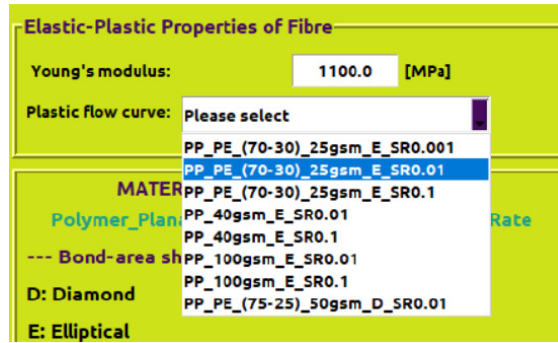 Elastic-Plastic Properties of Fibre
Young's modulus: 1100.0 [MPa]
Plastic flow curve: Please select
PP_PE_(70-30)_25gsm_E_SR0.001
PP_PE_(70-30)_25gsm_E_SR0.01
PP_PE_(70-30)_25gsm_E_SR0.1
PP_40gsm_E_SR0.01
PP_40gsm_E_SR0.1
PP_100gsm_E_SR0.01
PP_100gsm_E_SR0.1
PP_PE_(75-25)_50gsm_D_SR0.01
MATER
Polymer_Plana Rate
--- Bond-area sh
D: Diamond
E: Elliptical